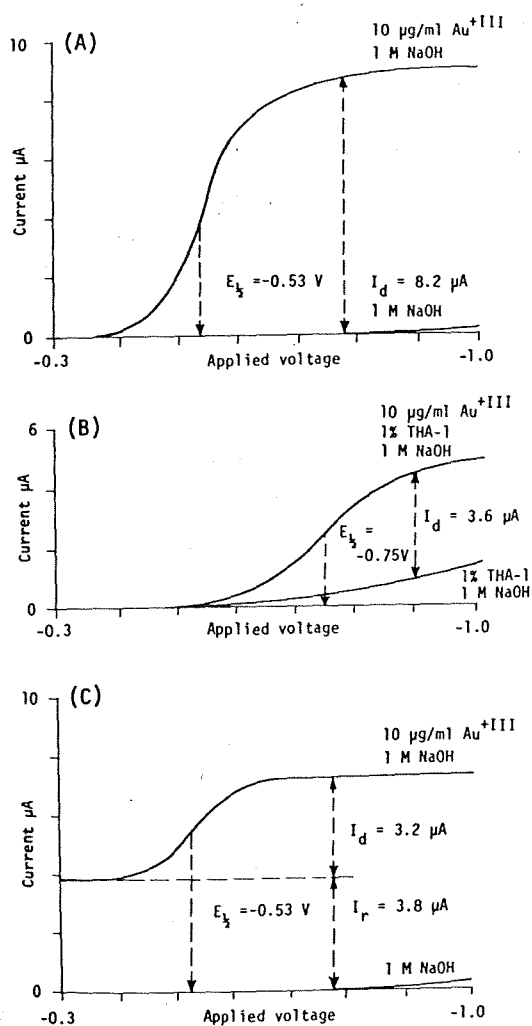 (A)
10 µg/ml Au+III
1 M NaOH
10
Current µA
E½ =-0.53 V
Id = 8.2 µA
1 M NaOH
0
-0.3
Applied voltage
-1.0
(B)
10 µg/ml Au+III
1% THA-1
1 M NaOH
6
Current µA
E½ =
-0.75V
Id = 3.6 µA
1% THA-1
1 M NaOH
0
-0.3
Applied voltage
-1.0
(C)
10
10 µg/ml Au+III
1 M NaOH
Current µA
Id = 3.2 µA
E½ =-0.53 V
Ir = 3.8 µA
1 M NaOH
0
-0.3
Applied voltage
-1.0